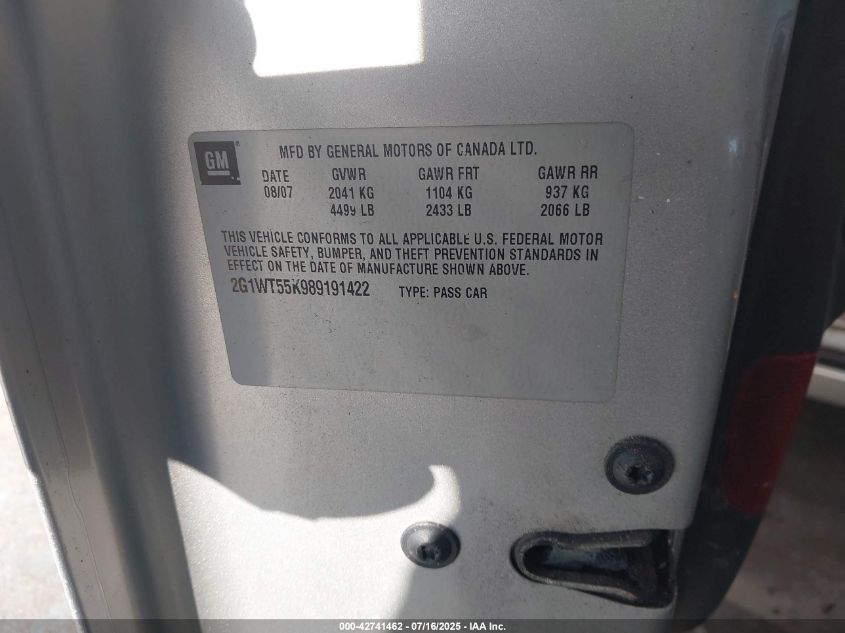 GM
MFD BY GENERAL MOTORS OF CANADA LTD.
DATE GVWR GAWR FRT GAWR RR
08/07 2041 KG 1104 KG 937 KG
4499 LB 2433 LB 2066 LB
THIS VEHICLE CONFORMS TO ALL APPLICABLE U.S. FEDERAL MOTOR
VEHICLE SAFETY, BUMPER, AND THEFT PREVENTION STANDARDS IN
EFFECT ON THE DATE OF MANUFACTURE SHOWN ABOVE.
2G1WT55K989191422 TYPE: PASS CAR
000-42741462 - 07/16/2025 - IAA Inc.